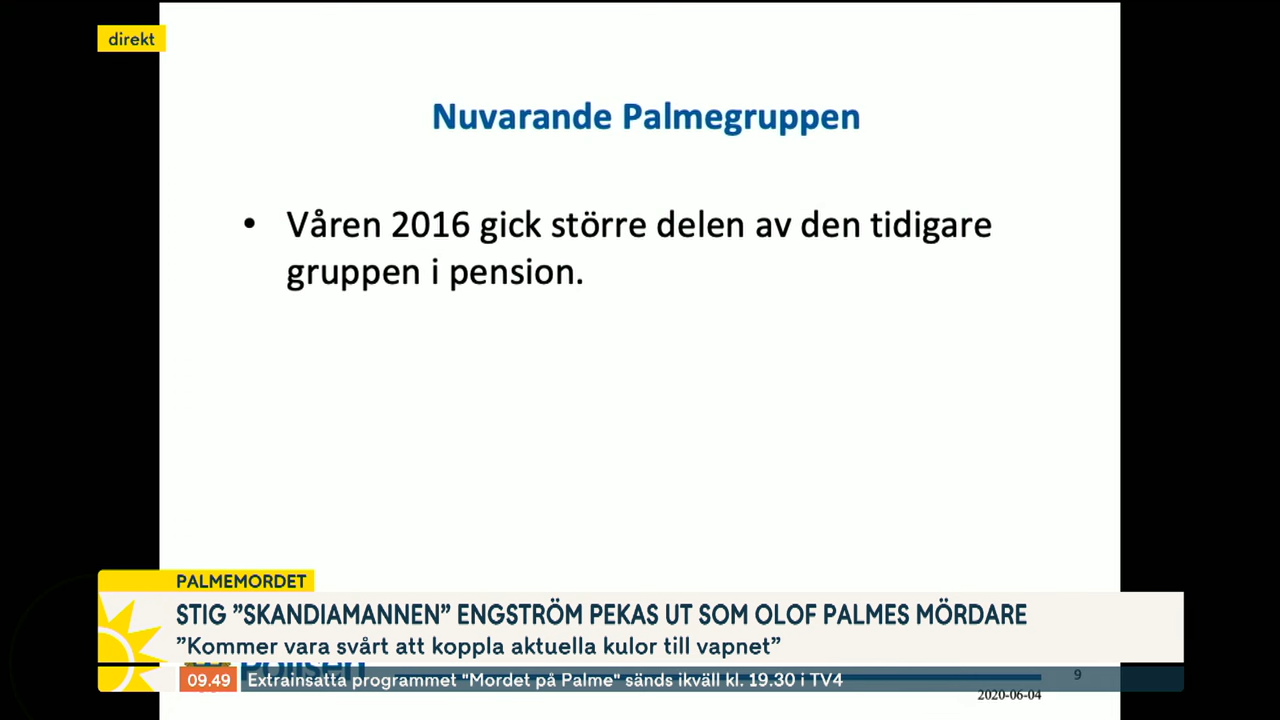 direkt
Nuvarande Palmegruppen
• Våren 2016 gick större delen av den tidigare
gruppen i pension.
PALMEMORDET
STIG ”SKANDIAMANNEN” ENGSTRÖM PEKAS UT SOM OLOF PALMES MÖRDARE
”Kommer vara svårt att koppla aktuella kulor till vapnet”
Polisen
09.49 Extrainsatta programmet "Mordet på Palme" sänds ikväll kl. 19.30 i TV4
9
2020-06-04